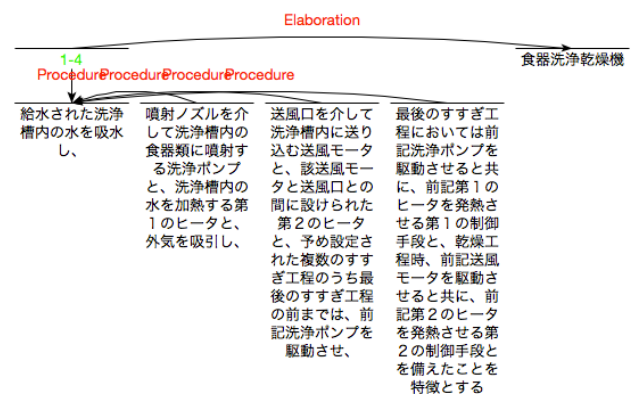 Elaboration
1-4
食器洗浄乾燥機
Procedure Procedure Procedure Procedure
給水された洗浄
槽内の水を吸水
し、
噴射ノズルを介
して洗浄槽内の
食器類に噴射す
る洗浄ポンプ
と、洗浄槽内の
水を加熱する第
１のヒータと、
外気を吸引し、
送風口を介して
洗浄槽内に送り
込む送風モータ
と、該送風モー
タと送風口との
間に設けられた
第２のヒータ
と、予め設定さ
れた複数のすす
ぎ工程のうち最
後のすすぎ工程
の前までは、前
記洗浄ポンプを
駆動させ、
最後のすすぎ工
程においては前
記洗浄ポンプを
駆動させると共
に、前記第１の
ヒータを発熱さ
せる第１の制御
手段と、乾燥工
程時、前記送風
モータを駆動さ
せると共に、前
記第２のヒータ
を発熱させる第
２の制御手段と
を備えたことを
特徴とする